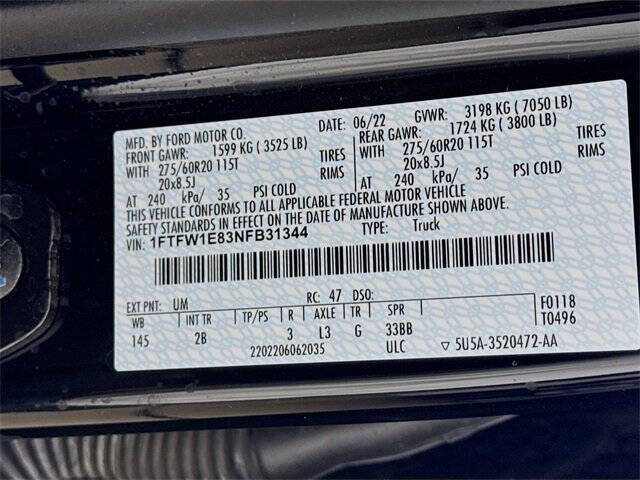 MFD. BY FORD MOTOR CO. DATE: 06/22 GVWR: 3198 KG (7050 LB)
FRONT GAWR: 1599 KG (3525 LB) REAR GAWR: 1724 KG (3800 LB)
WITH 275/60R20 115T TIRES WITH 275/60R20 115T TIRES
20x8.5J RIMS 20x8.5J RIMS
AT 240 kPa/ 35 PSI COLD AT 240 kPa/ 35 PSI COLD
THIS VEHICLE CONFORMS TO ALL APPLICABLE FEDERAL MOTOR VEHICLE
SAFETY STANDARDS IN EFFECT ON THE DATE OF MANUFACTURE SHOWN ABOVE.
VIN: 1FTFW1E83NFB31344 TYPE: Truck
EXT PNT: UM RC: 47 DSO: F0118
WB INT TR TP/PS R AXLE TR SPR T0496
145 2B 3 L3 G 33BB
2202206062035 ULC ▽ 5U5A-3520472-AA